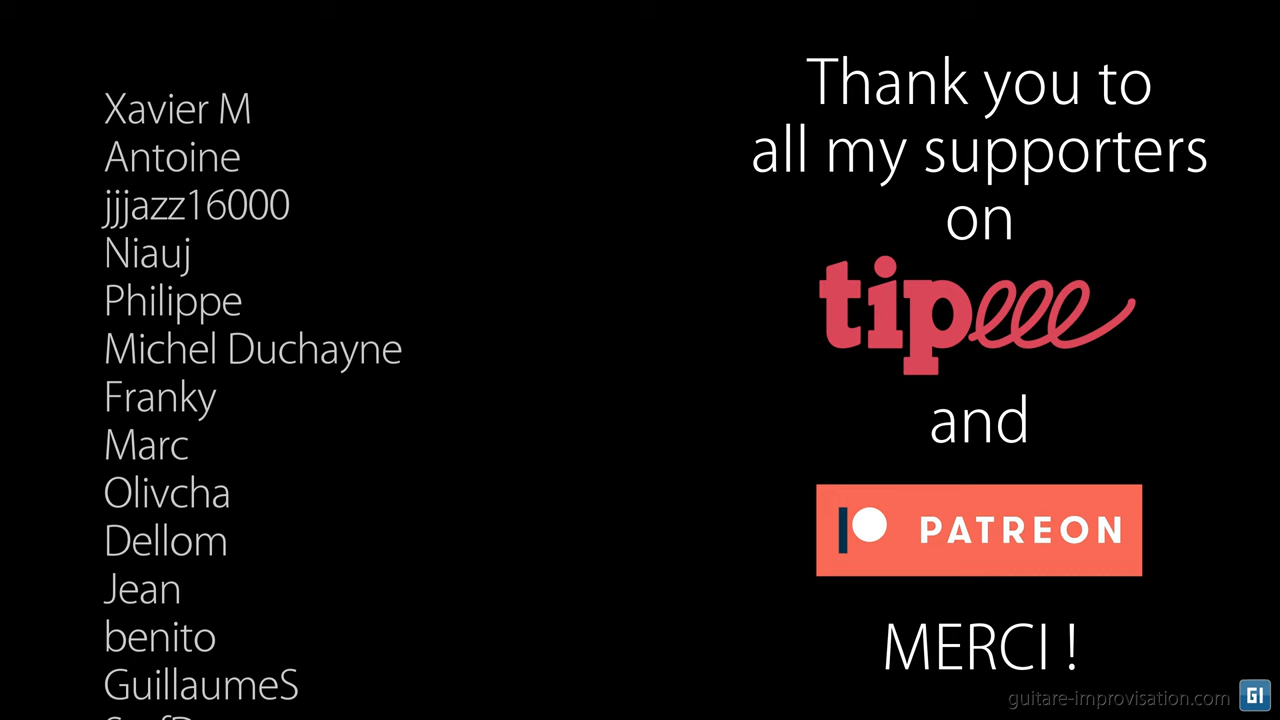 Xavier M
Antoine
jjjazz16000
Niauj
Philippe
Michel Duchayne
Franky
Marc
Olivcha
Dellom
Jean
benito
GuillaumeS
Thank you to
all my supporters
on
tipeee
and
PATREON
MERCI !
guitare-improvisation.com GI